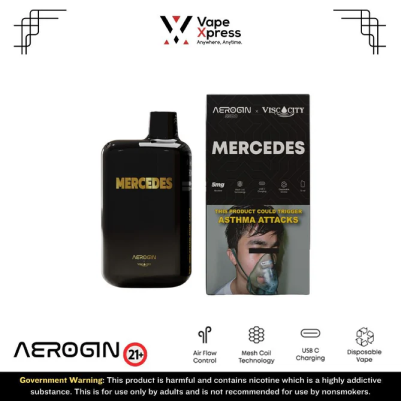 Vape
Xpress
Anywhere, Anytime.
AEROGIN x VISCOCITY
MERCEDES
5mg
THIS PRODUCT COULD TRIGGER
ASTHMA ATTACKS
MERCEDES
AEROGIN
AEROGIN 21+
Air Flow
Control
Mesh Coil
Technology
USB C
Charging
Disposable
Vape
Government Warning: This product is harmful and contains nicotine which is a highly addictive
substance. This is for use only by adults and is not recommended for use by nonsmokers.